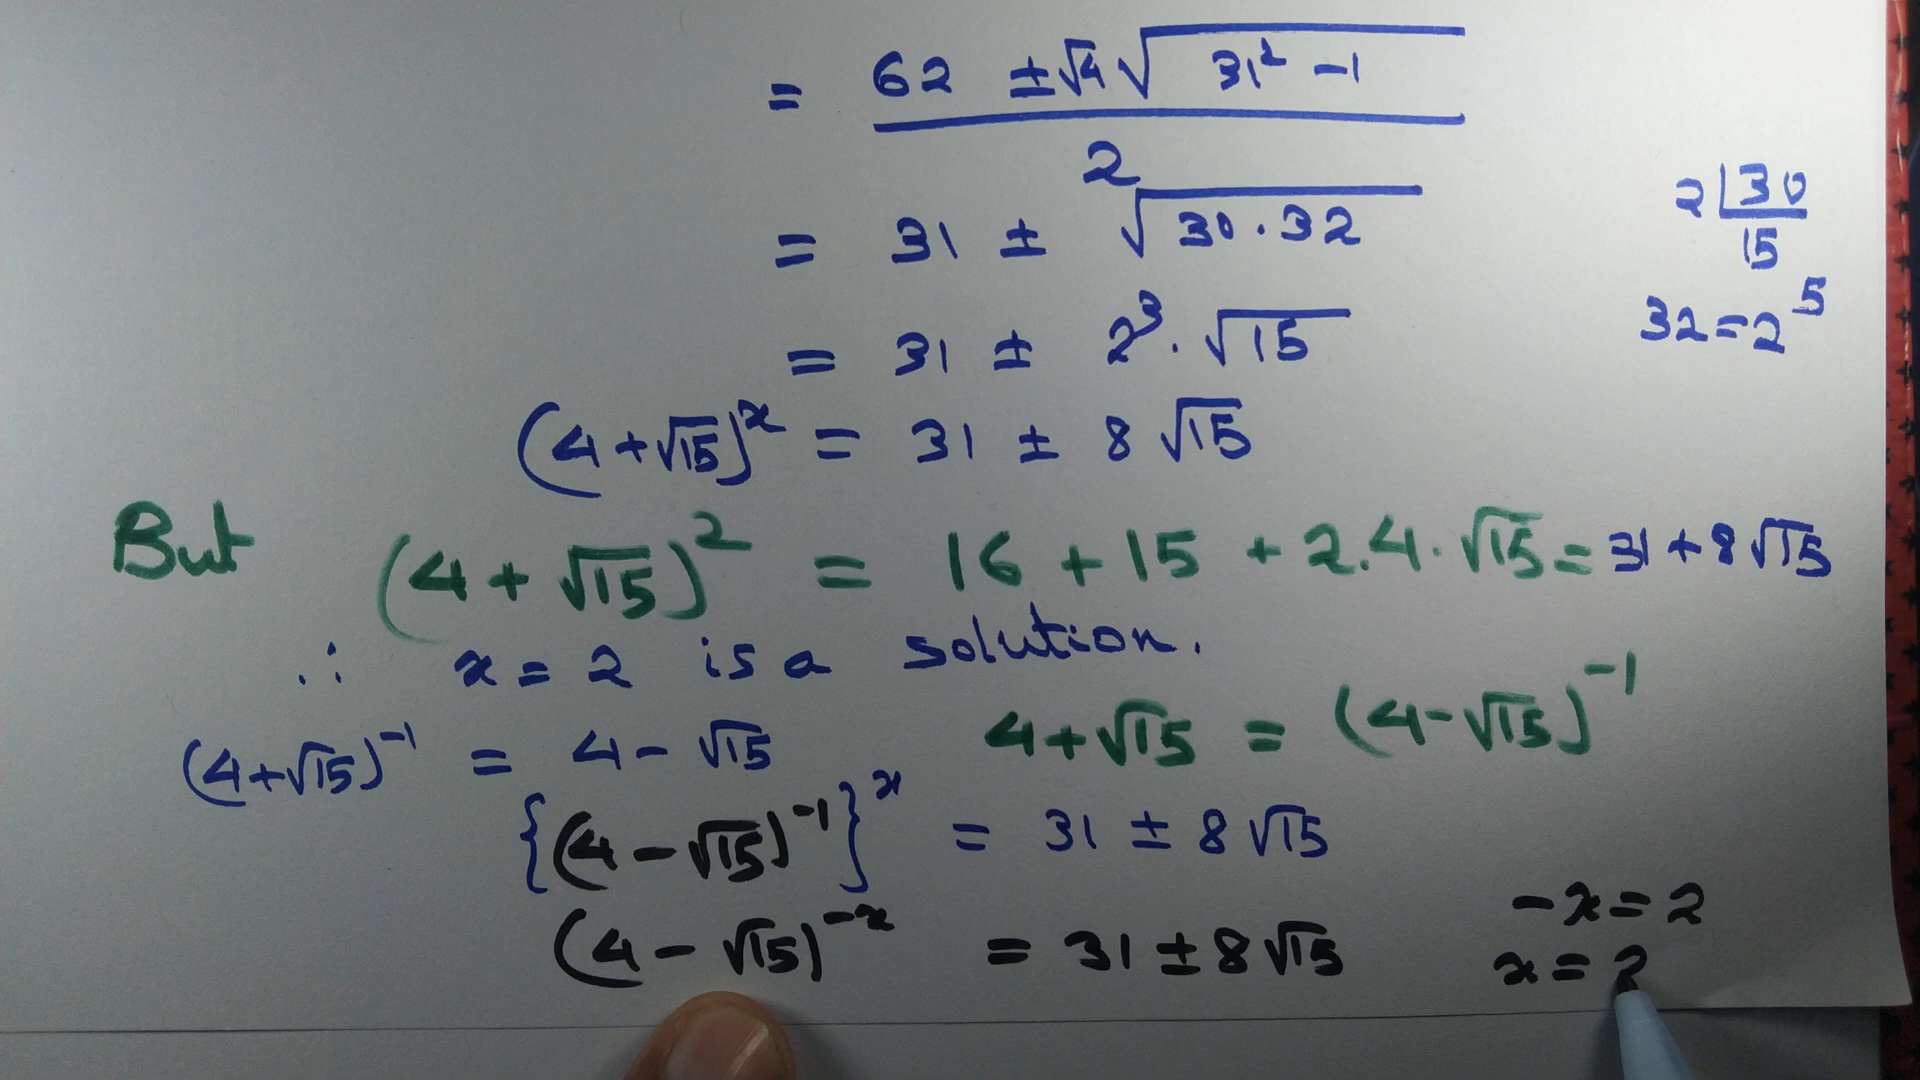 = 62 ±√4 √(31² −1) / 2
= 31 ± √(30·32)
2 | 30
15
= 31 ± 2³·√15
32=2⁵
(4+√15)ˣ = 31 ± 8√15
But (4+√15)² = 16+15+2.4.√15= 31+8√15
∴ x=2 is a solution.
(4+√15)⁻¹ = 4−√15
4+√15 = (4−√15)⁻¹
{(4−√15)⁻¹}ˣ = 31 ± 8√15
(4−√15)⁻ˣ = 31±8√15
−x=2
x=